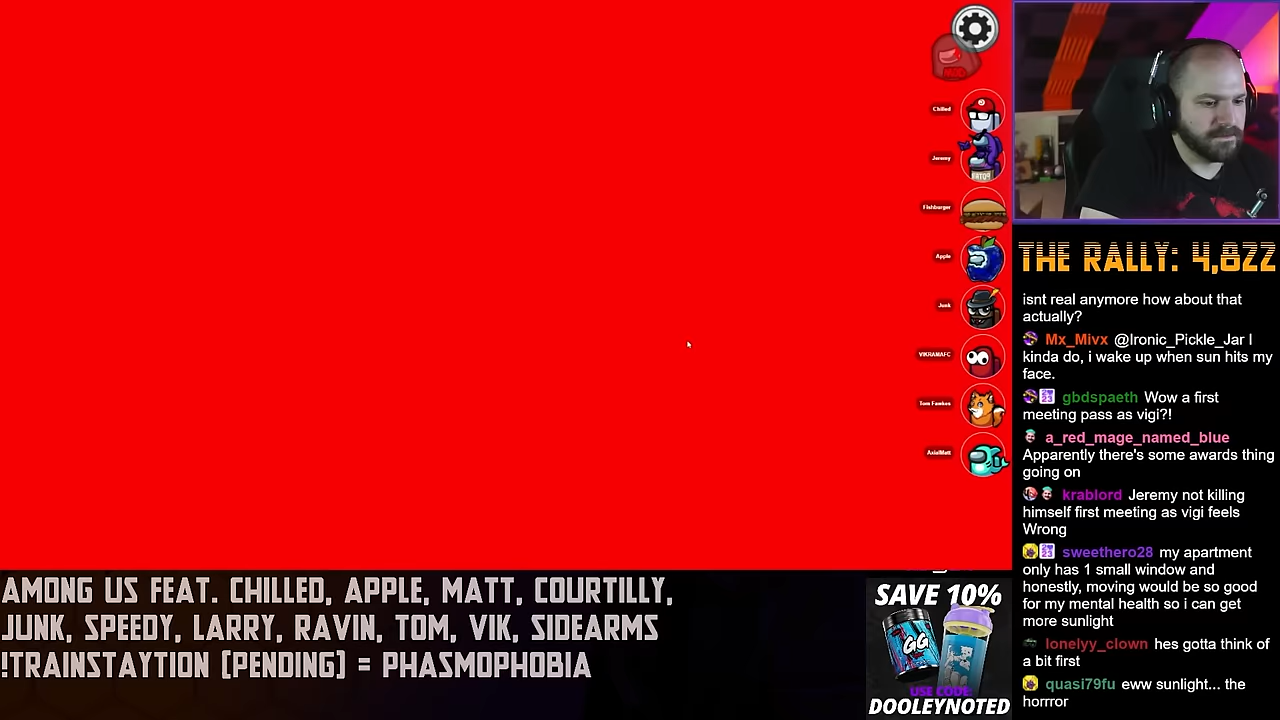 MOD
Chilled
Jeremy
Fishburger
Apple
Junk
VIKRAMAFC
Tom Fawkes
AxialMatt
THE RALLY: 4,822
isnt real anymore how about that
actually?
Mx_Mivx @Ironic_Pickle_Jar I
kinda do, i wake up when sun hits my
face.
gbdspaeth Wow a first
meeting pass as vigi?!
a_red_mage_named_blue
Apparently there's some awards thing
going on
krablord Jeremy not killing
himself first meeting as vigi feels
Wrong
sweethero28 my apartment
only has 1 small window and
honestly, moving would be so good
for my mental health so i can get
more sunlight
lonelyy_clown hes gotta think of
a bit first
quasi79fu eww sunlight... the
horrror
AMONG US FEAT. CHILLED, APPLE, MATT, COURTILLY,
JUNK, SPEEDY, LARRY, RAVIN, TOM, VIK, SIDEARMS
!TRAINSTAYTION (PENDING) = PHASMOPHOBIA
SAVE 10%
GG
USE CODE:
DOOLEYNOTED